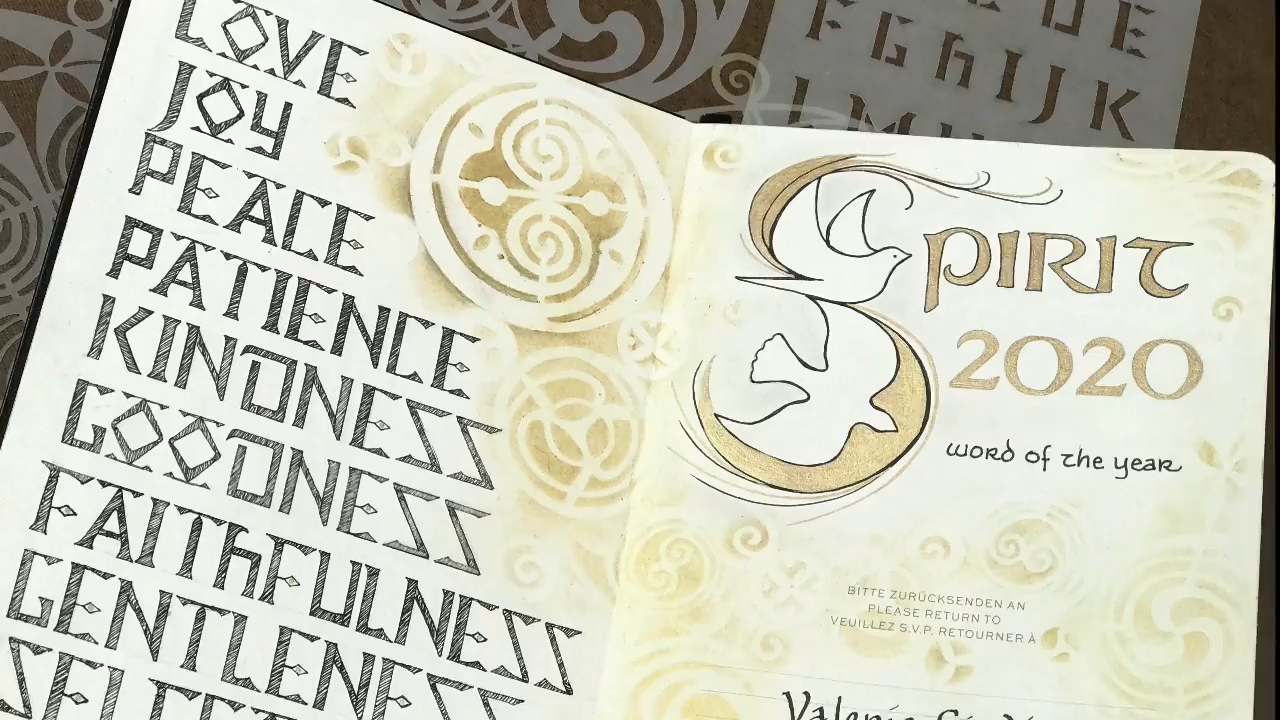 LOVE
JOY
PEACE
PATIENCE
KINDNESS
GOODNESS
FAIThFULNESS
GENTLENESS
D E
F G h I J K
L M
SPIRIT
2020
word of the year
BITTE ZURÜCKSENDEN AN
PLEASE RETURN TO
VEUILLEZ S.V.P. RETOURNER À